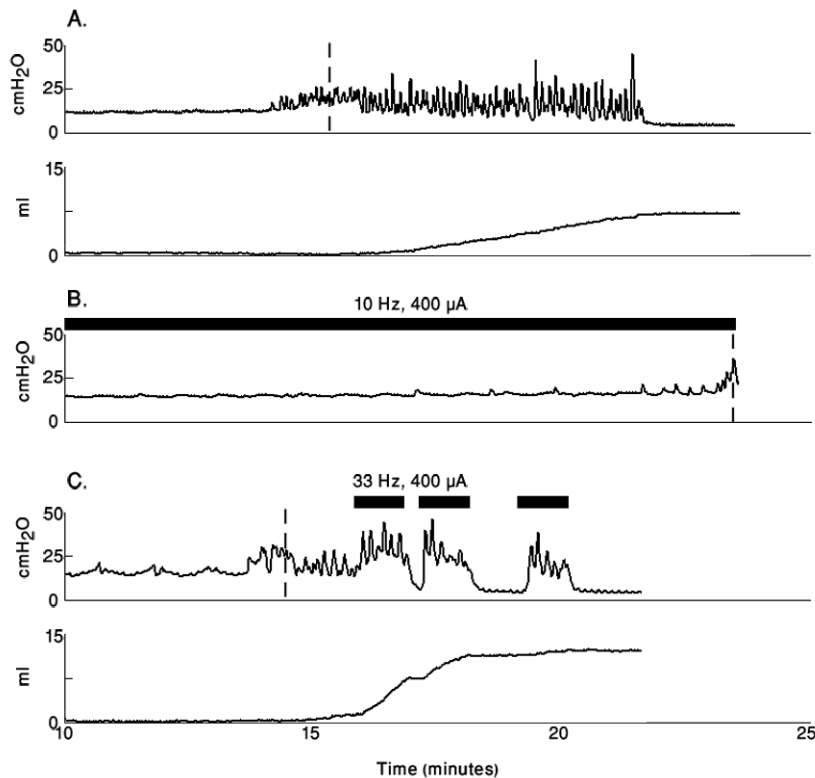 A.
50
25
0
cmH2O
15
0
ml
B.
10 Hz, 400 µA
50
25
0
cmH2O
C.
33 Hz, 400 µA
50
25
0
cmH2O
15
0
ml
10 15 20 25
Time (minutes)